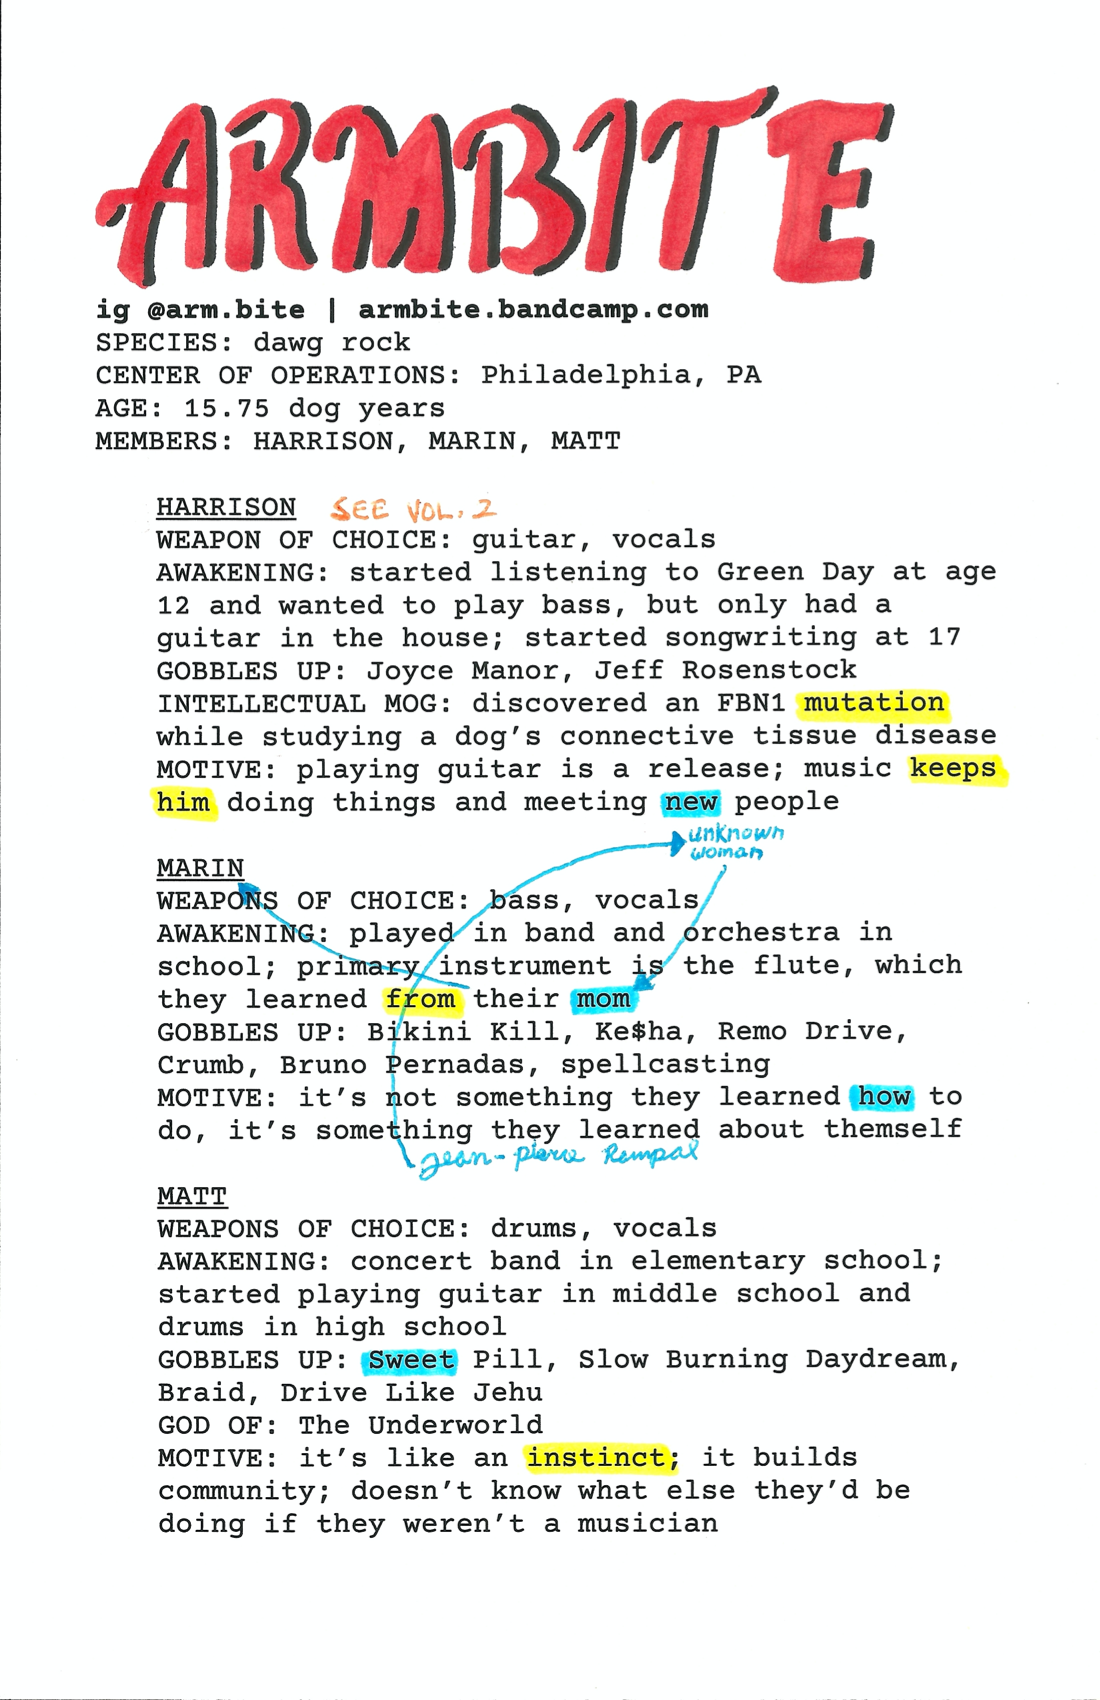 ARMBITE
ig @arm.bite | armbite.bandcamp.com
SPECIES: dawg rock
CENTER OF OPERATIONS: Philadelphia, PA
AGE: 15.75 dog years
MEMBERS: HARRISON, MARIN, MATT
HARRISON SEE VOL. 2
WEAPON OF CHOICE: guitar, vocals
AWAKENING: started listening to Green Day at age
12 and wanted to play bass, but only had a
guitar in the house; started songwriting at 17
GOBBLES UP: Joyce Manor, Jeff Rosenstock
INTELLECTUAL MOG: discovered an FBN1 mutation
while studying a dog’s connective tissue disease
MOTIVE: playing guitar is a release; music keeps
him doing things and meeting new people
unknown
woman
MARIN
WEAPONS OF CHOICE: bass, vocals
AWAKENING: played in band and orchestra in
school; primary instrument is the flute, which
they learned from their mom
GOBBLES UP: Bikini Kill, Ke$ha, Remo Drive,
Crumb, Bruno Pernadas, spellcasting
MOTIVE: it’s not something they learned how to
do, it’s something they learned about themself
Jean-pierre Rampal
MATT
WEAPONS OF CHOICE: drums, vocals
AWAKENING: concert band in elementary school;
started playing guitar in middle school and
drums in high school
GOBBLES UP: Sweet Pill, Slow Burning Daydream,
Braid, Drive Like Jehu
GOD OF: The Underworld
MOTIVE: it’s like an instinct; it builds
community; doesn’t know what else they’d be
doing if they weren’t a musician